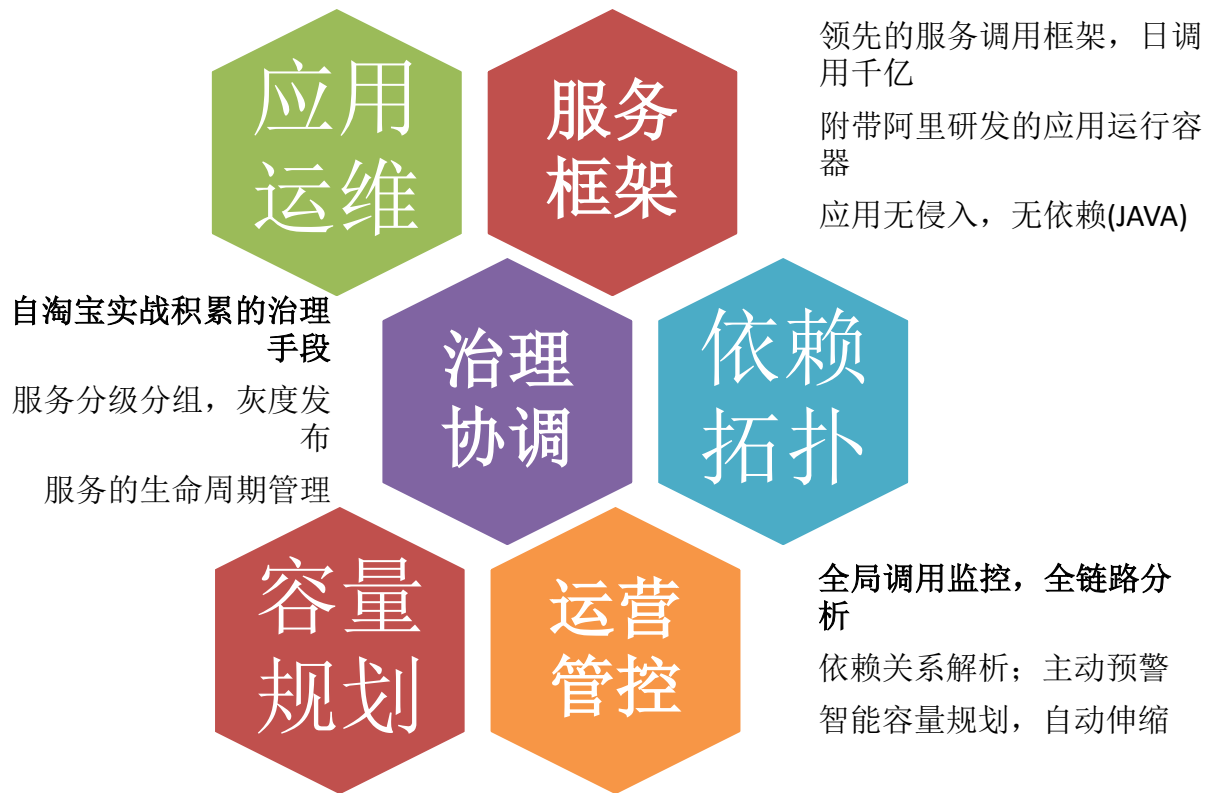 应用
运维
服务
框架
领先的服务调用框架，日调
用千亿
附带阿里研发的应用运行容
器
应用无侵入，无依赖(JAVA)
自淘宝实战积累的治理
手段
服务分级分组，灰度发
布
服务的生命周期管理
治理
协调
依赖
拓扑
容量
规划
运营
管控
全局调用监控，全链路分
析
依赖关系解析；主动预警
智能容量规划，自动伸缩